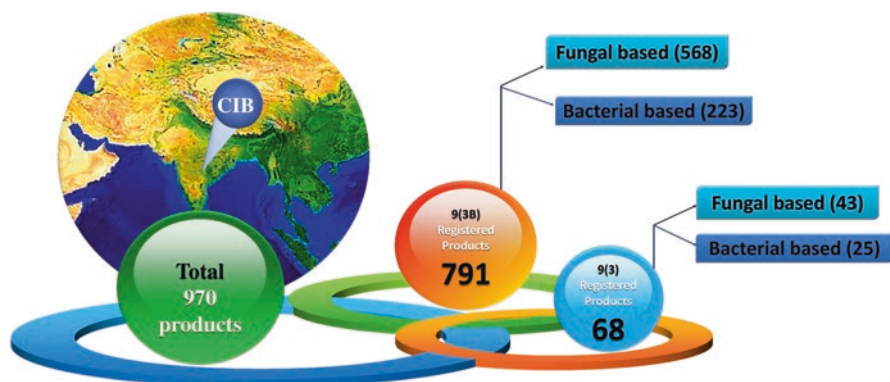 CIB
Total
970
products
9(3B)
Registered
Products
791
Fungal based (568)
Bacterial based (223)
9(3)
Registered
Products
68
Fungal based (43)
Bacterial based (25)